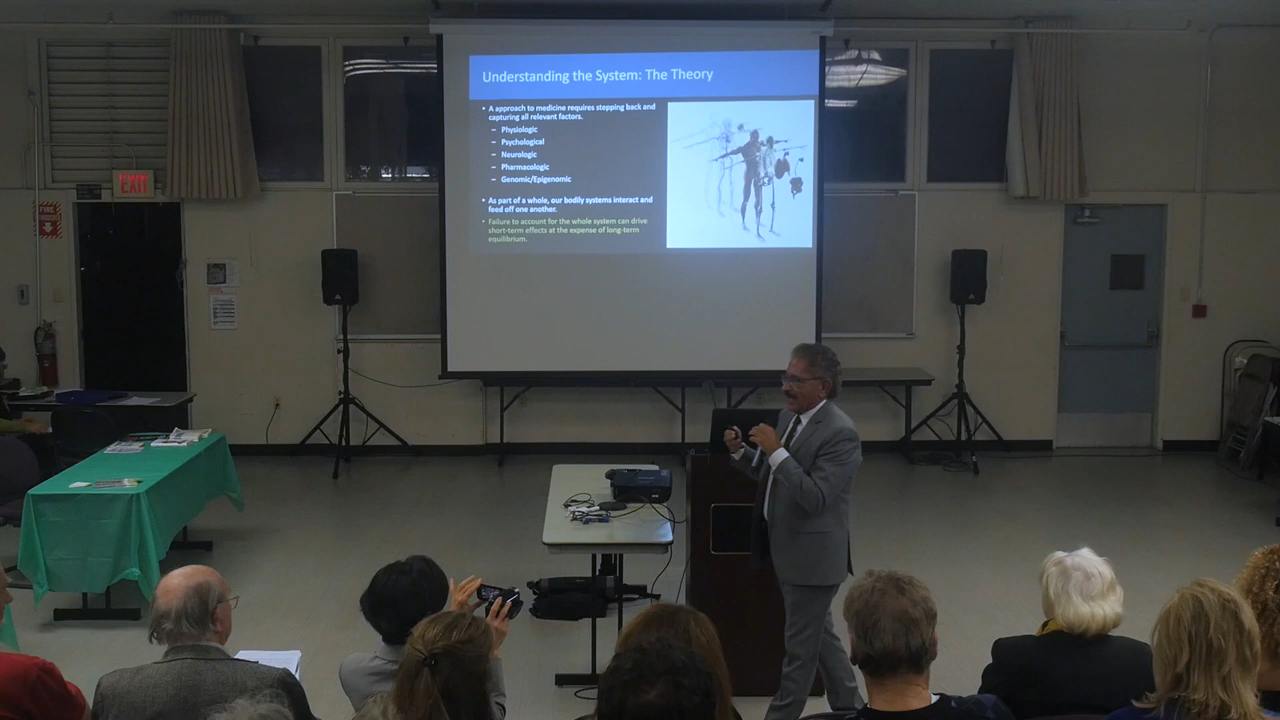 Understanding the System: The Theory
• A approach to medicine requires stepping back and
capturing all relevant factors.
– Physiologic
– Psychological
– Neurologic
– Pharmacologic
– Genomic/Epigenomic
• As part of a whole, our bodily systems interact and
feed off one another.
• Failure to account for the whole system can drive
short-term effects at the expense of long-term
equilibrium.
EXIT
FIRE